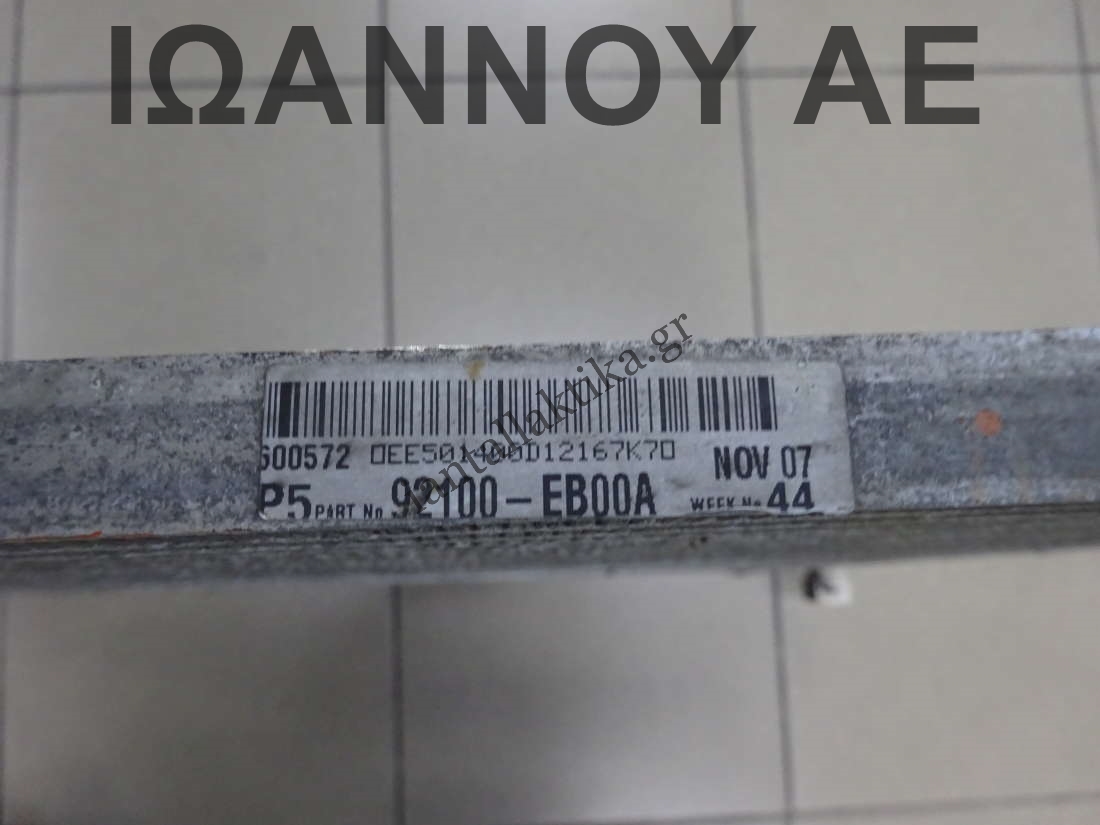 ΙΩΑΝΝΟΥ ΑΕ
antallaktika.gr
600572 0EE501400D12167K70
NOV 07
P5 PART No 92100-EB00A
WEEK No 44